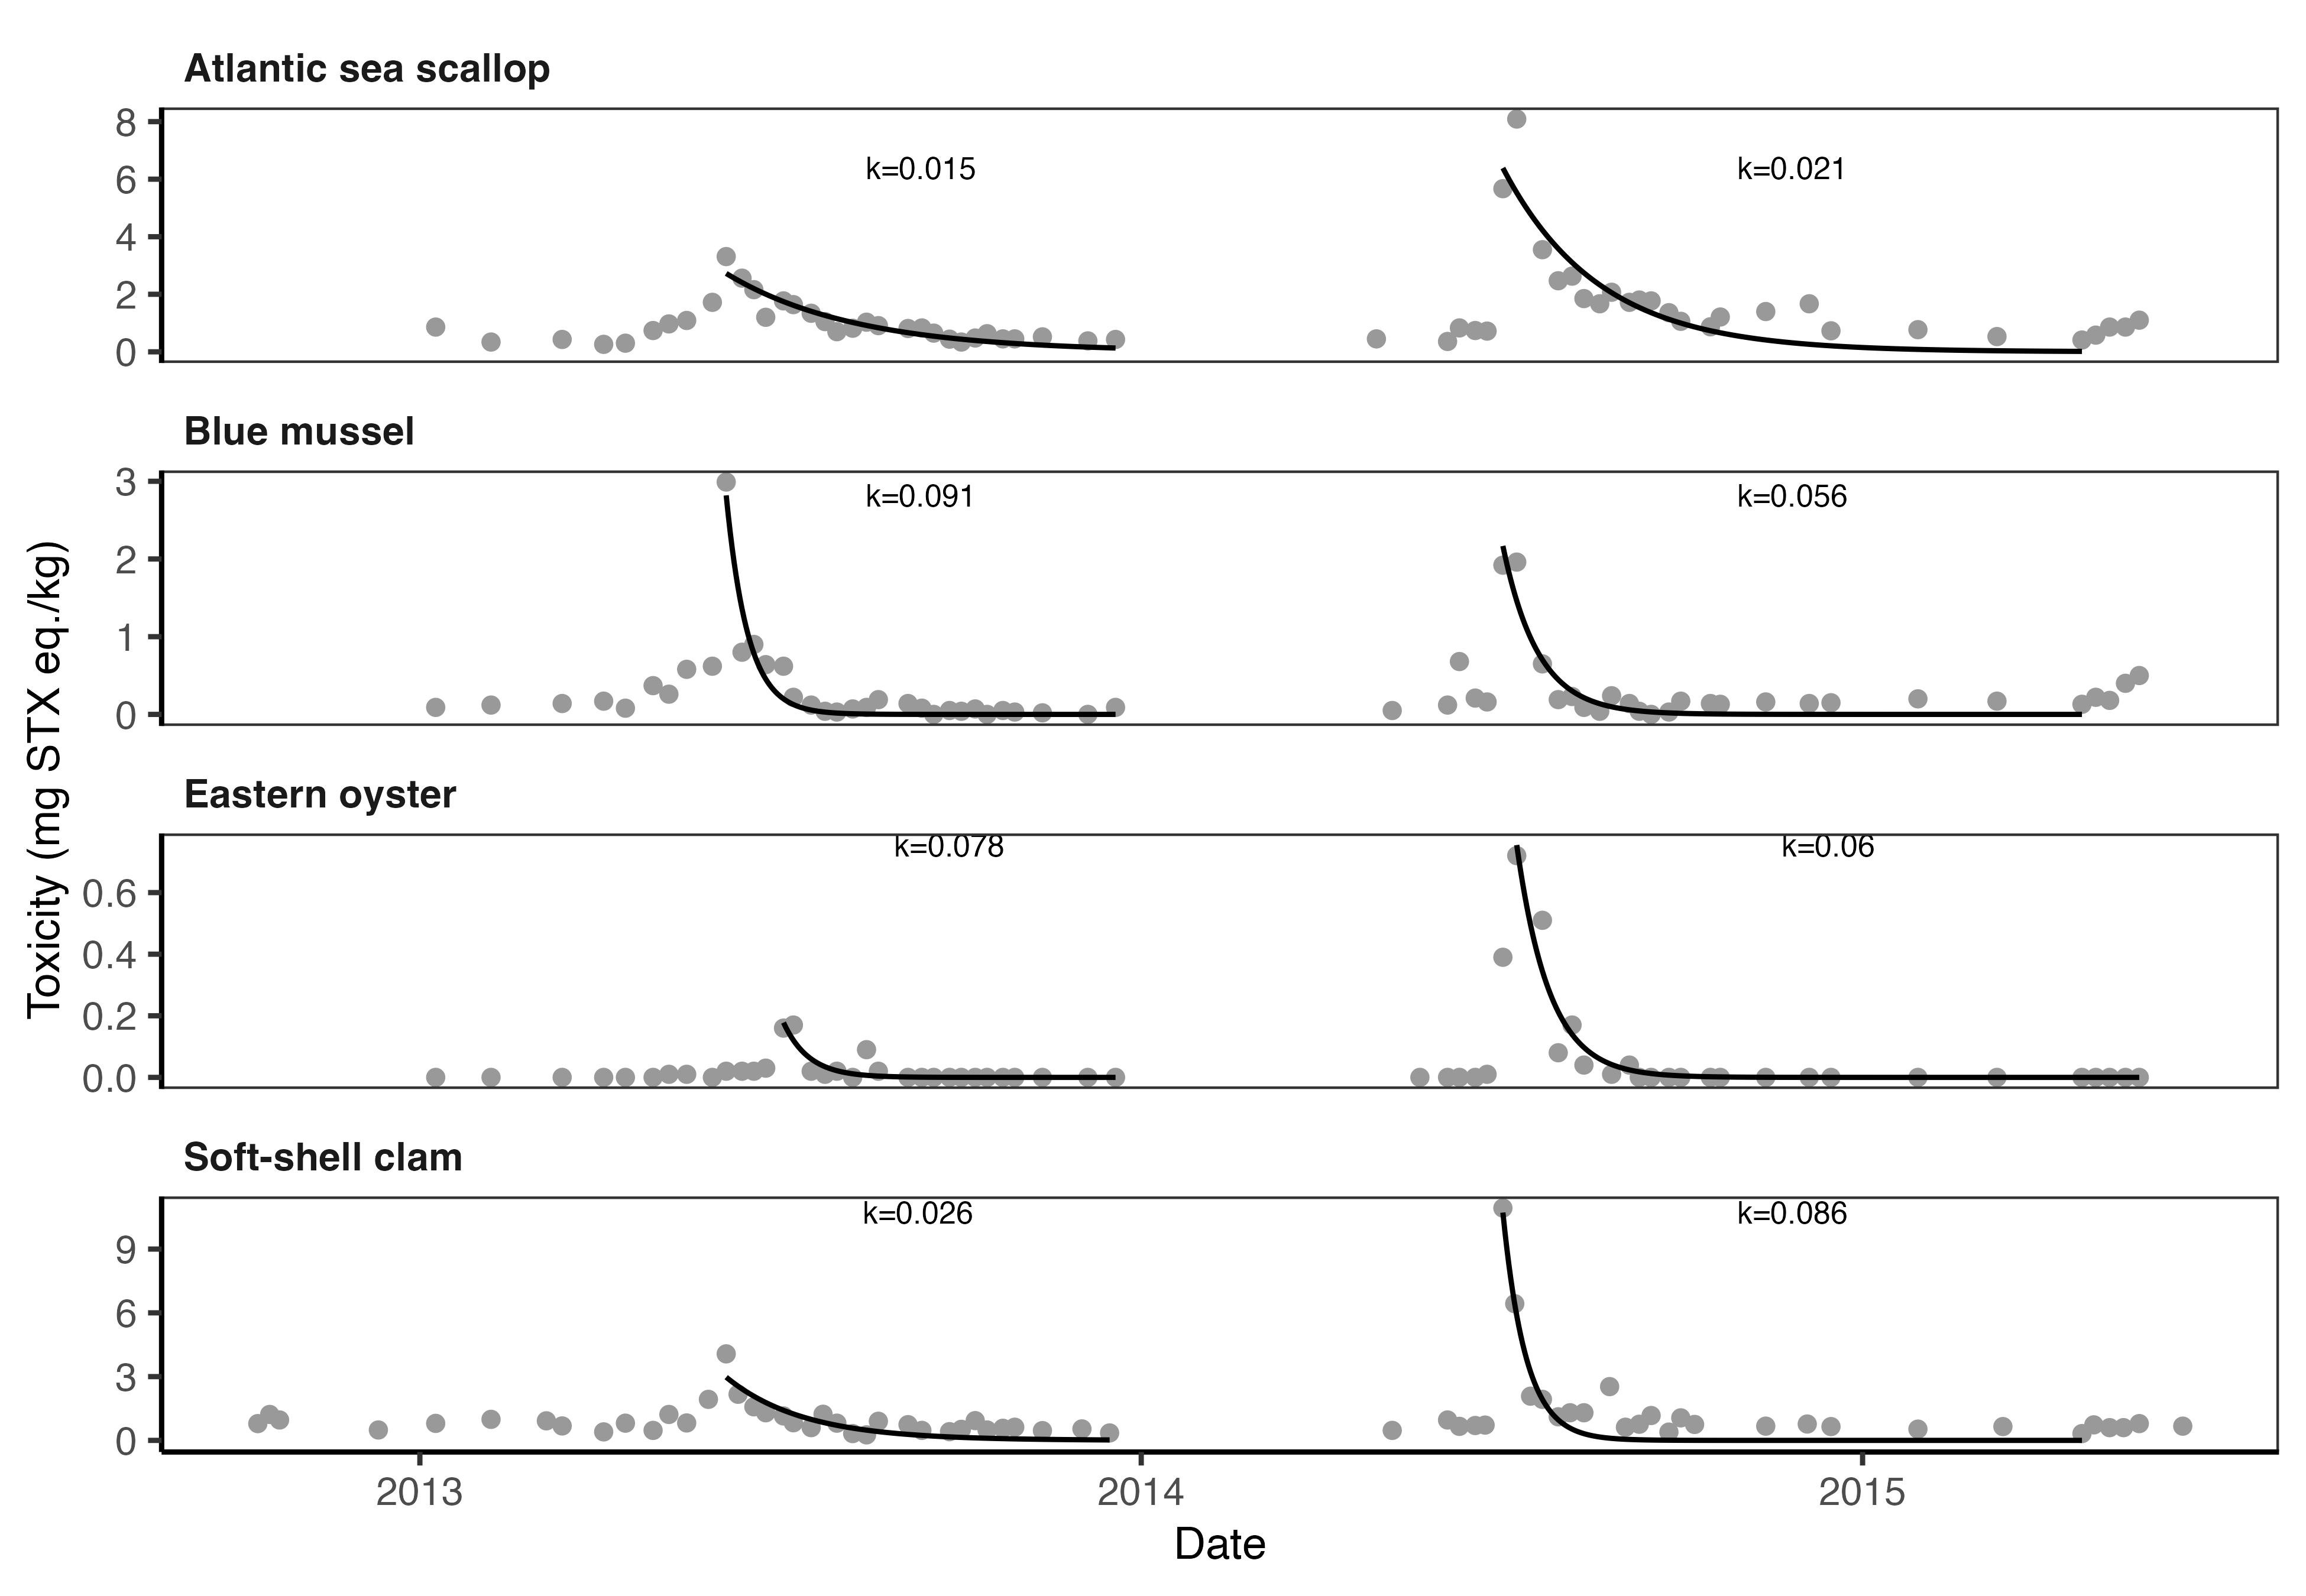 Atlantic sea scallop
8
6
4
2
0
k=0.015
k=0.021
Blue mussel
3
2
1
0
k=0.091
k=0.056
Toxicity (mg STX eq./kg)
Eastern oyster
0.6
0.4
0.2
0.0
k=0.078
k=0.06
Soft-shell clam
9
6
3
0
k=0.026
k=0.086
2013
2014
2015
Date